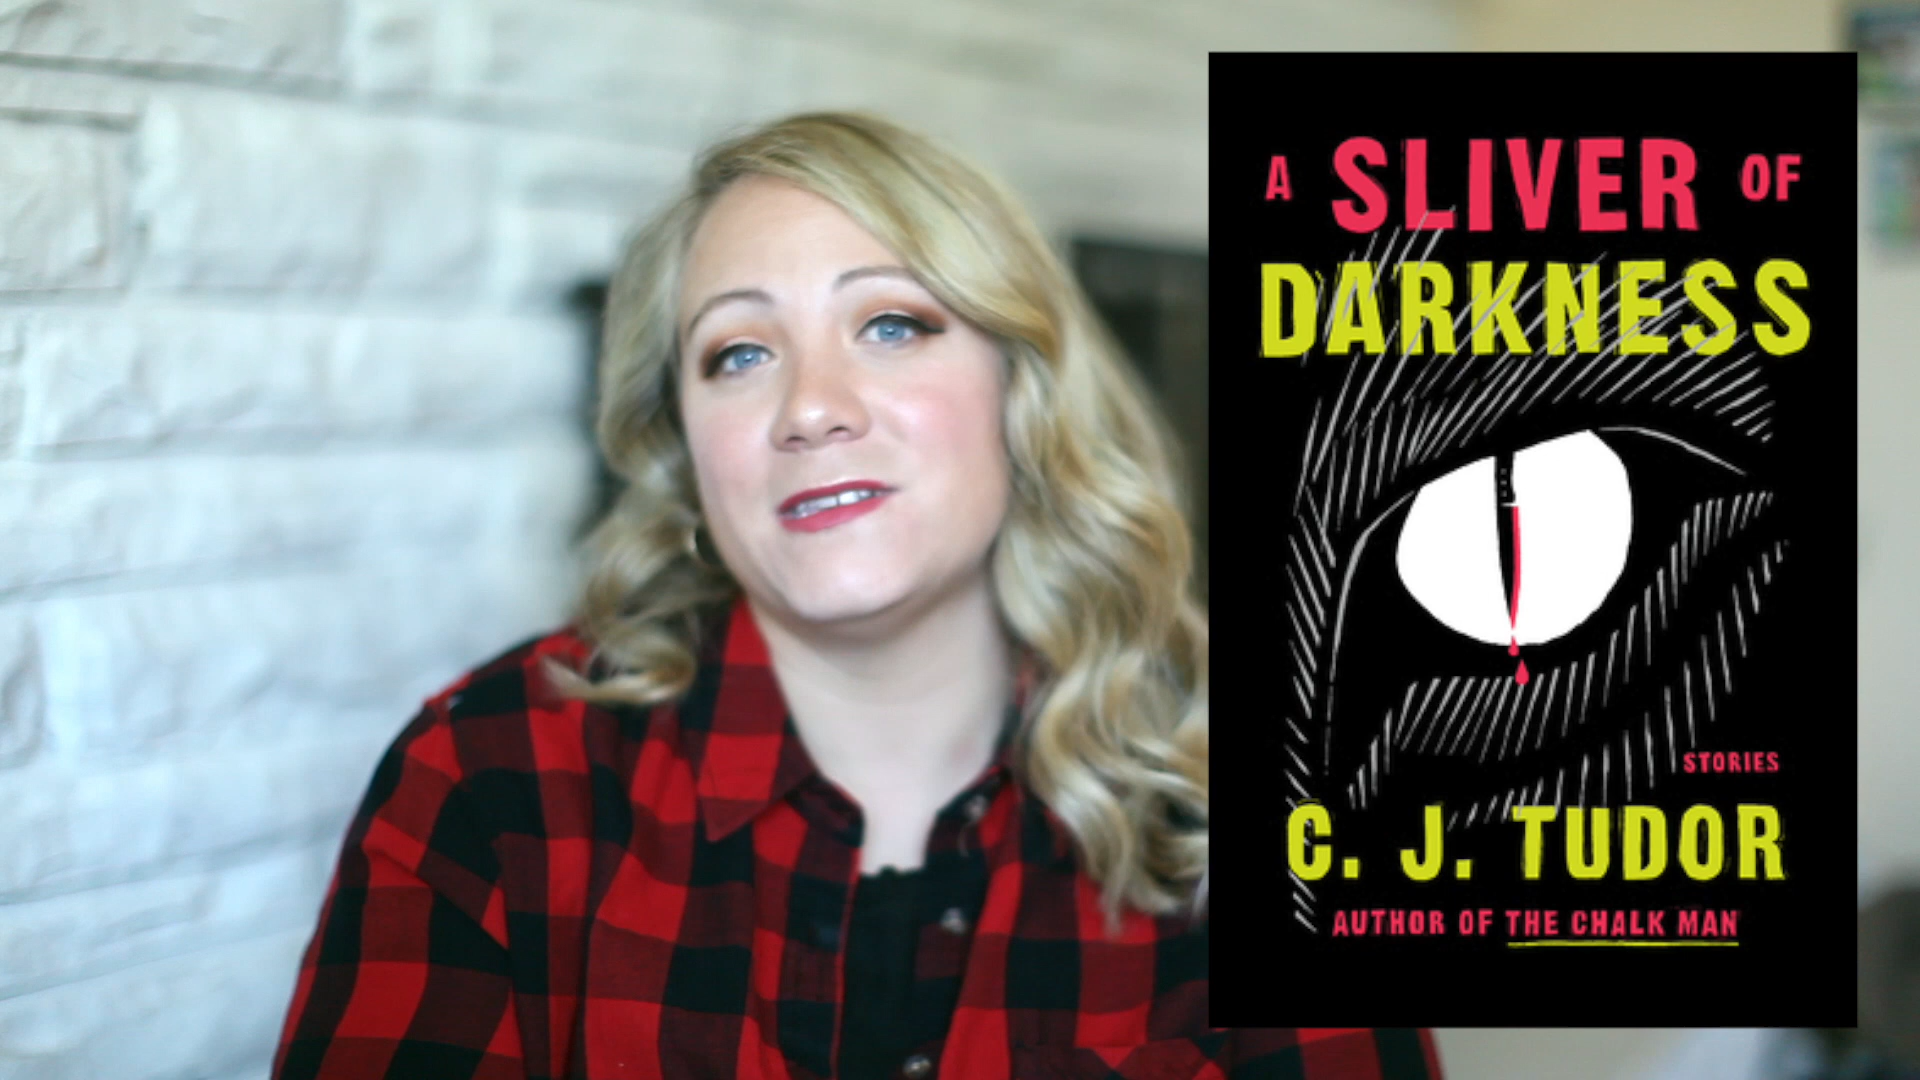 A SLIVER OF
DARKNESS
STORIES
C. J. TUDOR
AUTHOR OF THE CHALK MAN